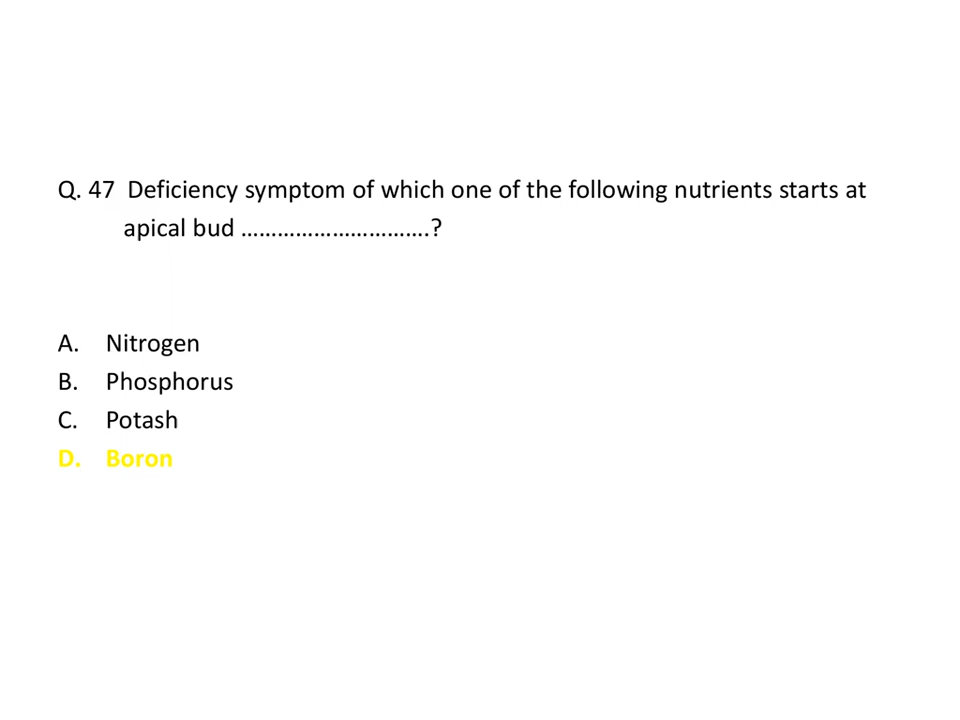 Q. 47 Deficiency symptom of which one of the following nutrients starts at
apical bud ………………………….?
A. Nitrogen
B. Phosphorus
C. Potash
D. Boron